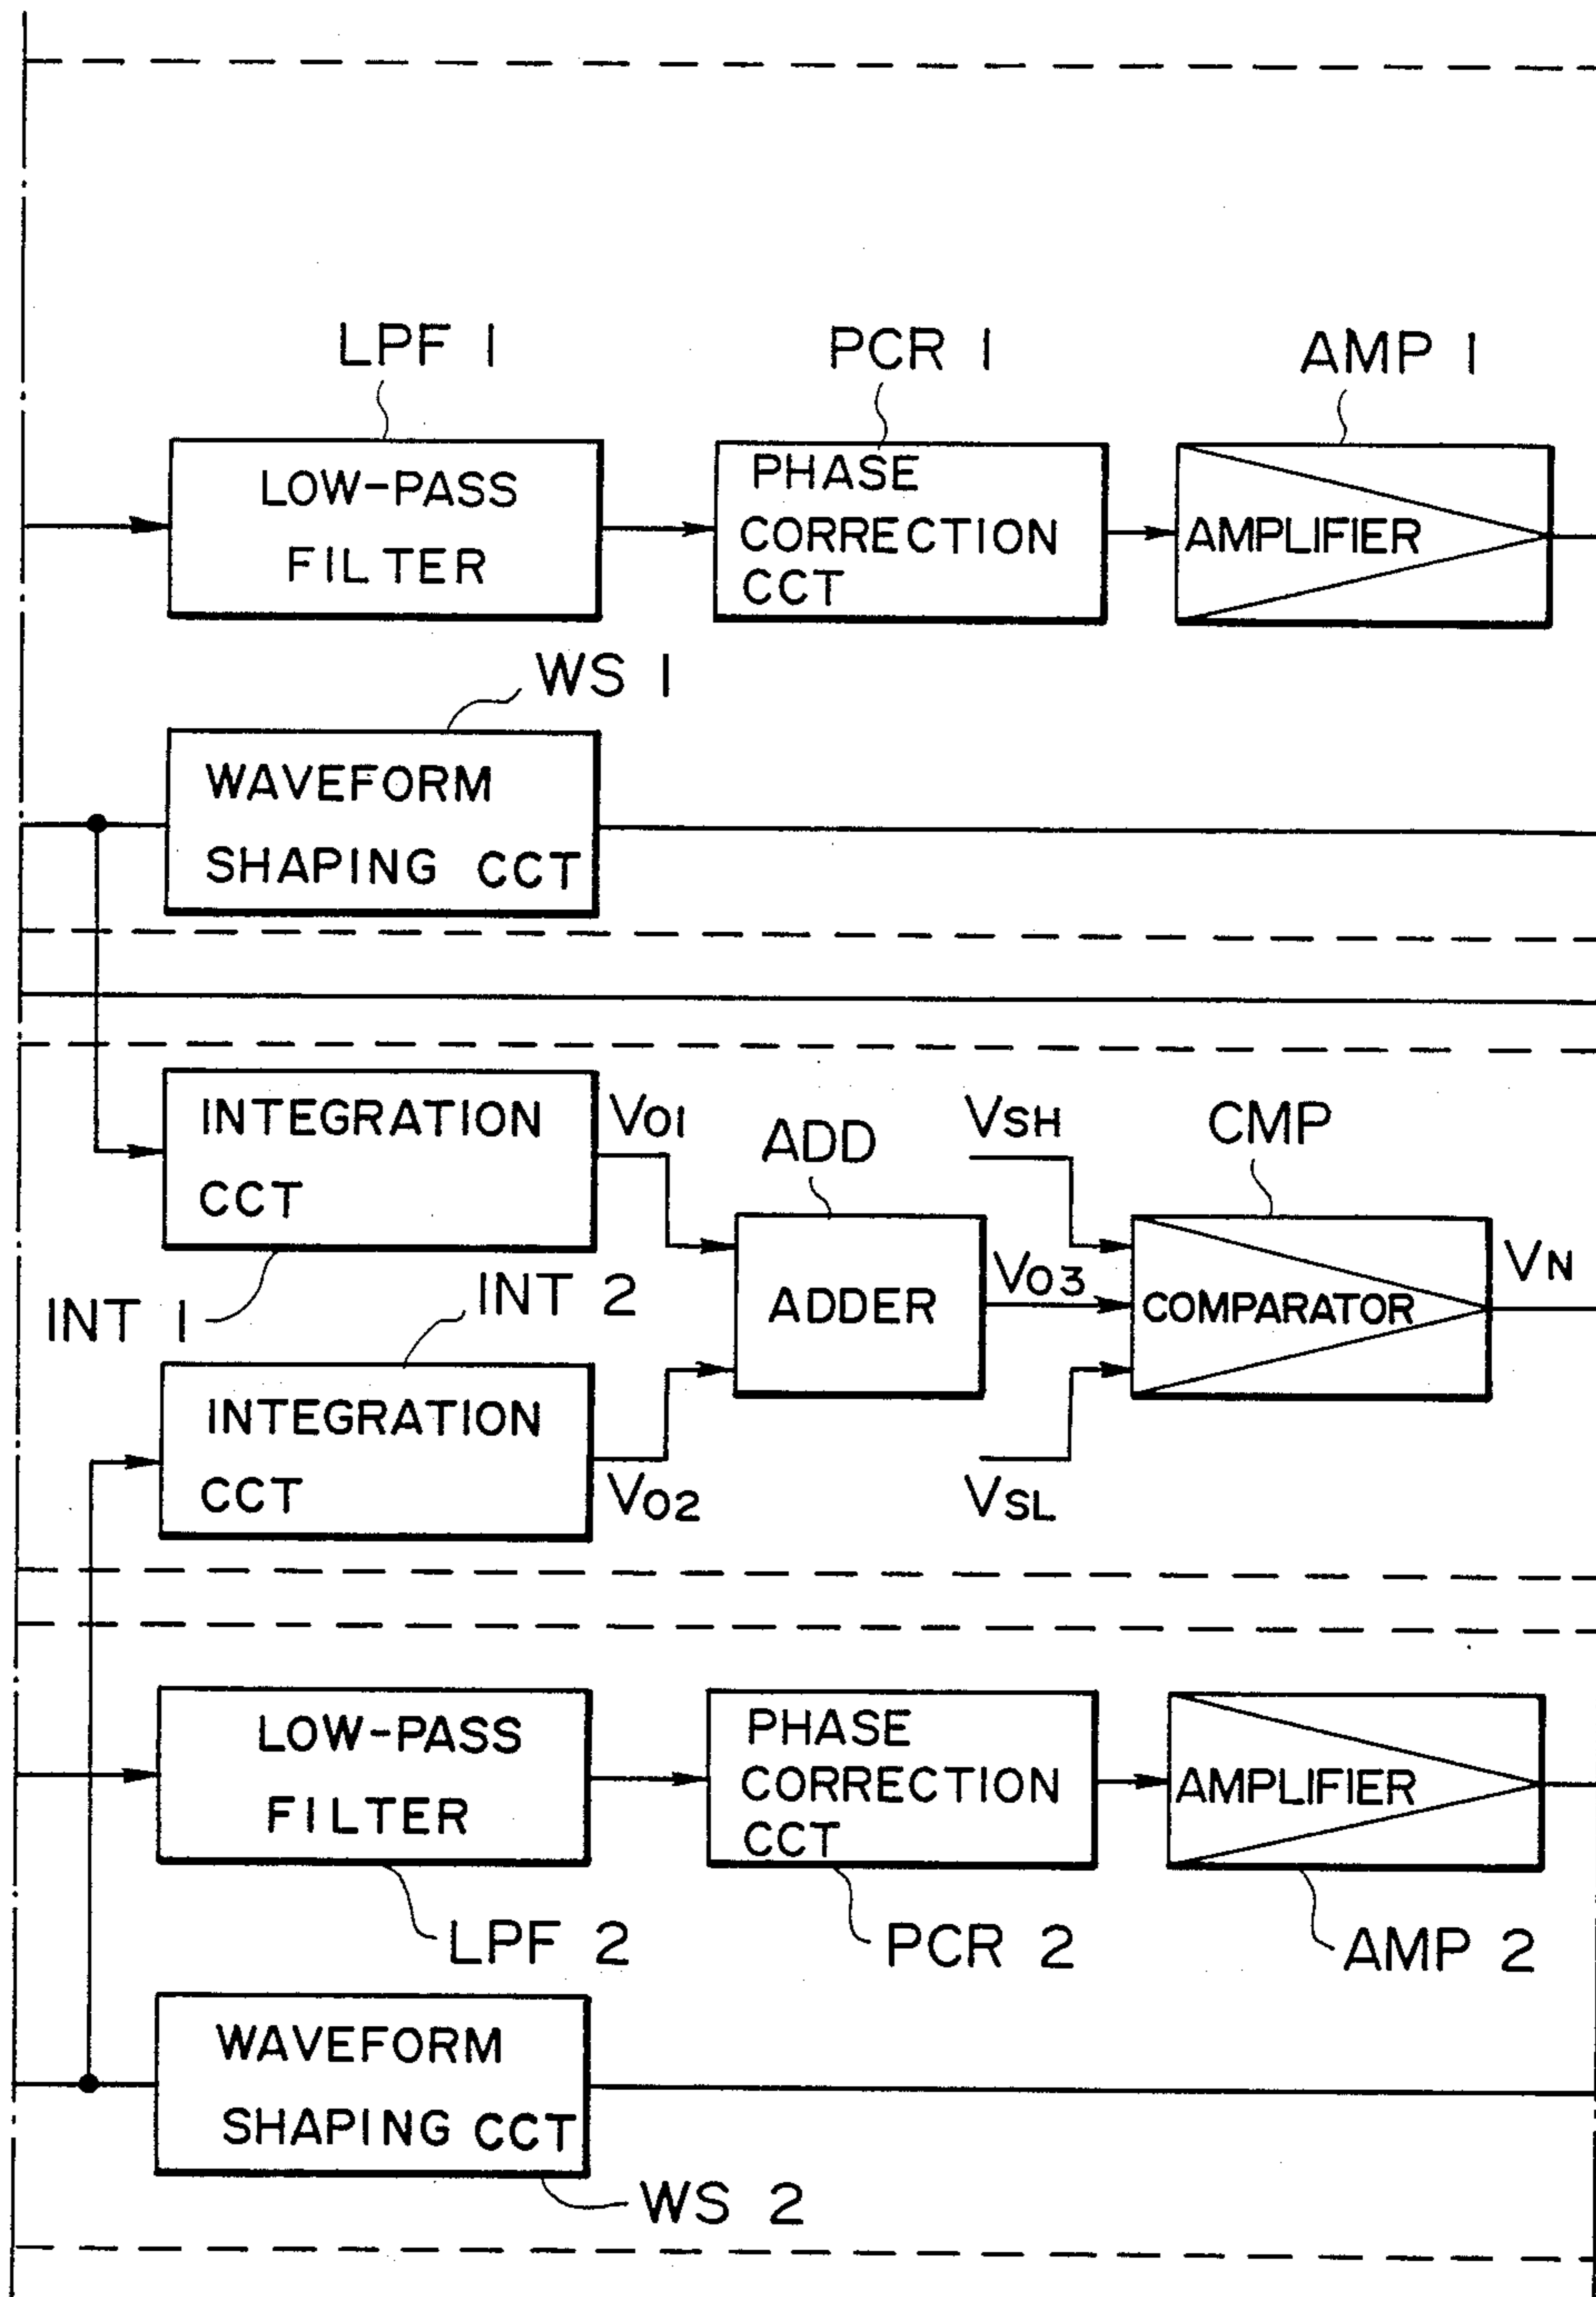 LPF 1
PCR 1
AMP 1
LOW-PASS
FILTER
PHASE
CORRECTION
CCT
AMPLIFIER
WS 1
WAVEFORM
SHAPING CCT
INTEGRATION
CCT
VO1
ADD
VSH
CMP
INT 1
INT 2
ADDER
VO3
COMPARATOR
VN
INTEGRATION
CCT
VO2
VSL
LOW-PASS
FILTER
PHASE
CORRECTION
CCT
AMPLIFIER
LPF 2
PCR 2
AMP 2
WAVEFORM
SHAPING CCT
WS 2